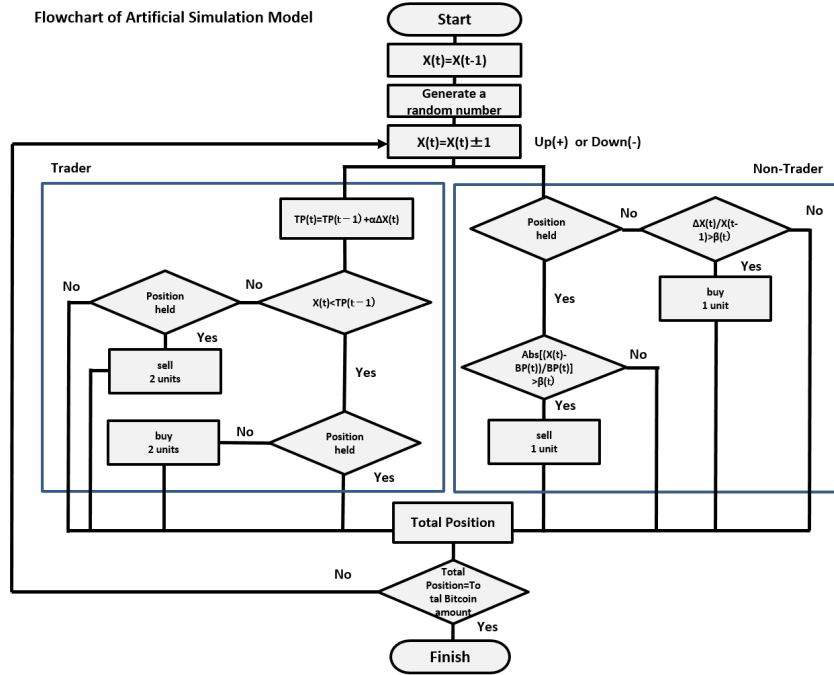 Flowchart of Artificial Simulation Model
Start
X(t)=X(t-1)
Generate a
random number
X(t)=X(t)±1
Up(+) or Down(-)
Trader
Non-Trader
TP(t)=TP(t－1)+αΔX(t)
X(t)<TP(t－1)
No
Position
held
No
Yes
sell
2 units
Yes
buy
2 units
No
Position
held
Yes
Position
held
No
ΔX(t)/X(t-
1)>β(t)
No
Yes
buy
1 unit
Yes
Abs[(X(t)-
BP(t))/BP(t)]
>β(t)
No
Yes
sell
1 unit
Total Position
Total
Position=To
tal Bitcoin
amount
No
Yes
Finish